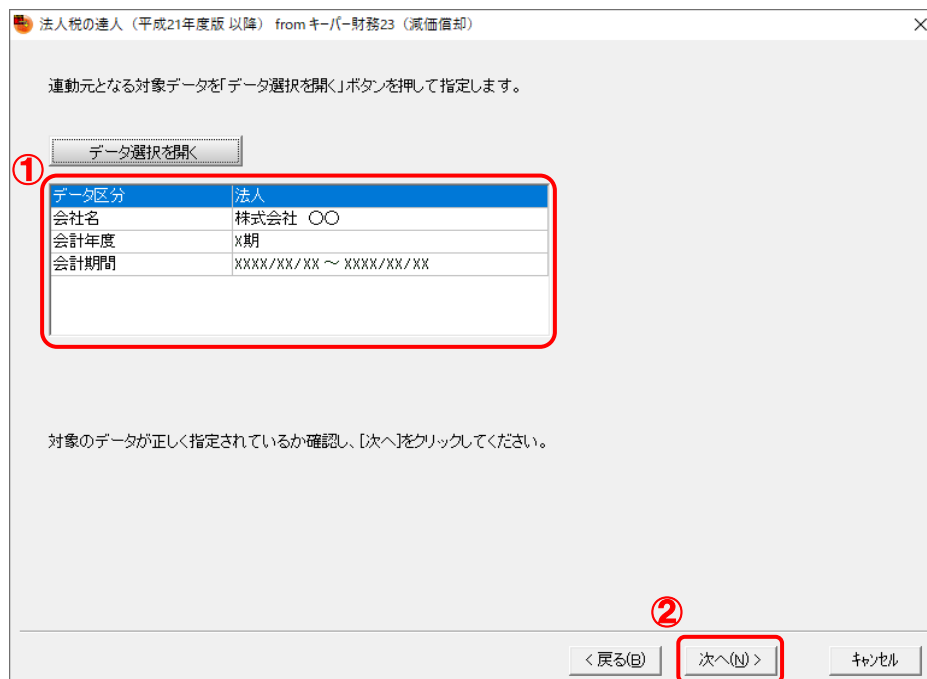 法人税の達人（平成21年度版 以降） from キーパー財務23（減価償却）
連動元となる対象データを「データ選択を開く」ボタンを押して指定します。
データ選択を開く
①
データ区分 法人
会社名 株式会社 〇〇
会計年度 X期
会計期間 XXXX/XX/XX ～ XXXX/XX/XX
対象のデータが正しく指定されているか確認し、[次へ]をクリックしてください。
②
< 戻る(B) 次へ(N) > キャンセル